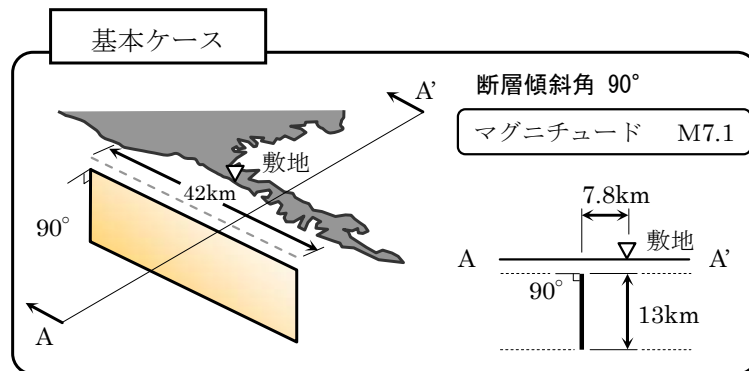 基本ケース
断層傾斜角 90°
マグニチュード M7.1
A'
敷地
42km
90°
A
7.8km
敷地
A
A'
90°
13km